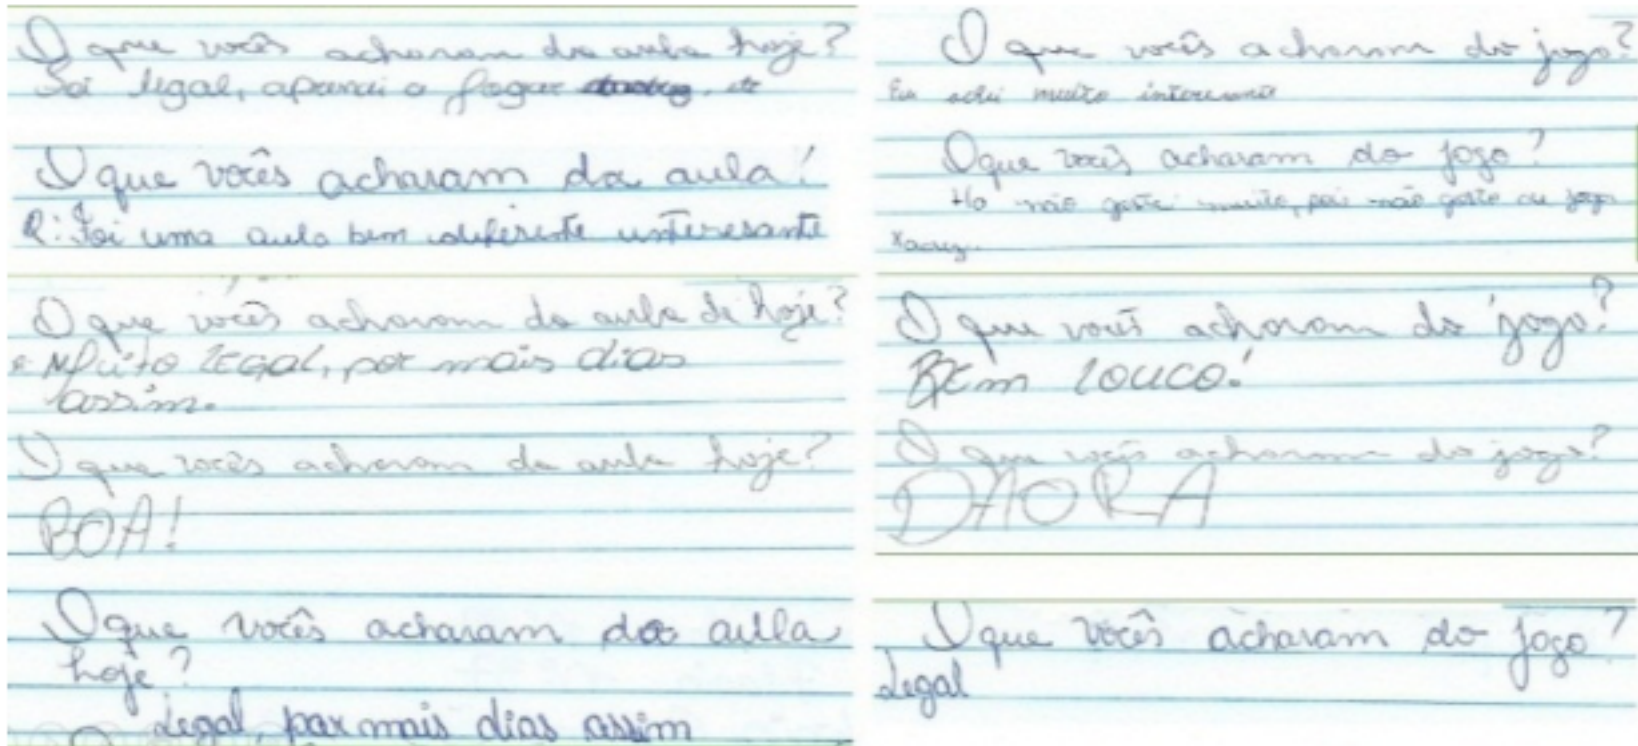 O que vocês acharam da aula hoje?
Foi legal, aprendi a jogar
O que vocês acharam da aula!
R: Foi uma aula bem diferente interesante
O que vocês acharam da aula de hoje?
R Muito LEGAL, por mais dias
assim.
O que vocês acharam da aula hoje?
BOA!
O que vocês acharam da aula
hoje?
Legal, por mais dias assim
O que vocês acharam do jogo?
Eu achei muito interesante
O que vocês acharam do jogo?
não gostei muito, pois não gosto de jogar
Xadrez.
O que vocês acharam do jogo?
BEm LOUCO!
O que vocês acharam do jogo?
DAORA
O que vocês acharam do jogo?
Legal